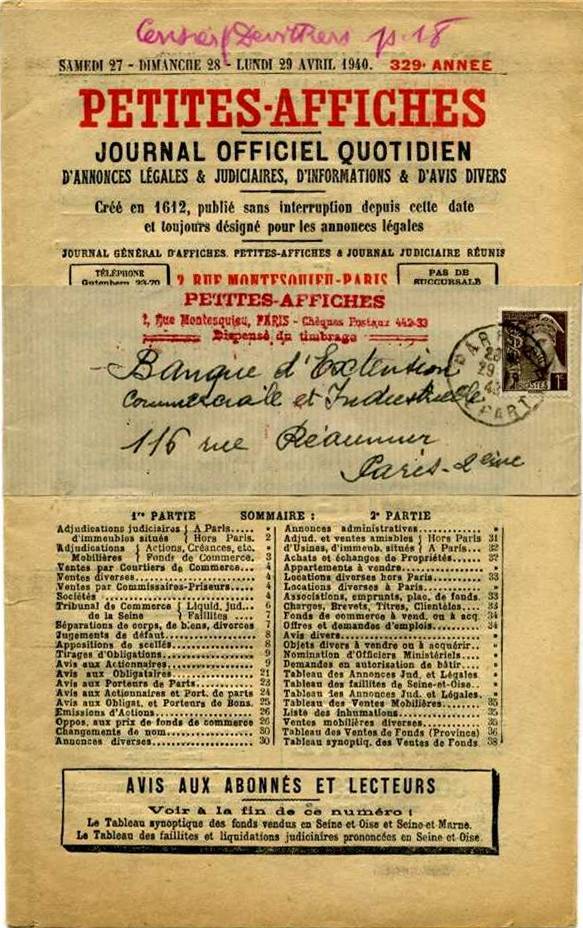 p. 18
SAMEDI 27 - DIMANCHE 28 - LUNDI 29 AVRIL 1940. 329e ANNÉE
PETITES-AFFICHES
JOURNAL OFFICIEL QUOTIDIEN
D'ANNONCES LÉGALES & JUDICIAIRES, D'INFORMATIONS & D'AVIS DIVERS
Créé en 1612, publié sans interruption depuis cette date
et toujours désigné pour les annonces légales
JOURNAL GÉNÉRAL D'AFFICHES, PETITES-AFFICHES & JOURNAL JUDICIAIRE RÉUNIS
TÉLÉPHONE
Gutenberg 23-70
2 RUE MONTESQUIEU-PARIS
PAS DE
SUCCURSALE
PETITES-AFFICHES
2, Rue Montesquieu, PARIS - Chèques Postaux 442-33
Dispensé du timbrage
Banque d'Extention
Commerciale et Industrielle
116 rue Réaumur
Paris-Seine
PARIS
29
DÉPART
POSTES
1F
SOMMAIRE :
1re PARTIE
Adjudications judiciaires { A Paris..... »
d'immeubles situés { Hors Paris. 2
Adjudications { Actions, Créances, etc. »
Mobilières { Fonds de Commerce. 3
Ventes par Courtiers de Commerce... 4
Ventes diverses.... 4
Ventes par Commissaires-Priseurs.... 4
Sociétés .... 4
Tribunal de Commerce { Liquid. jud... 6
de la Seine { Faillites .... 7
Séparations de corps, de biens, divorces 7
Jugements de défaut.... 8
Appositions de scellés.... 8
Tirages d'Obligations.... 9
Avis aux Actionnaires.... 9
Avis aux Obligataires.... 21
Avis aux Porteurs de Parts.... 23
Avis aux Actionnaires et Port. de parts 24
Avis aux Obligat. et Porteurs de Bons. 25
Emissions d'Actions.... 26
Oppos. aux prix de fonds de commerce 26
Changements de nom.... 30
Annonces diverses.... 30
2e PARTIE
Annonces administratives.... »
Adjud. et ventes amiables { Hors Paris 31
d'Usines, d'immeub. situés { A Paris... 32
Achats et échanges de Propriétés... 32
Appartements à vendre.... »
Locations diverses hors Paris.... 33
Locations diverses à Paris.... »
Associat., emprunts, plac. de fonds. 33
Charges, Brevets, Titres, Clientèles.... 33
Fonds de commerce à vend. ou à acq. 34
Offres et demandes d'emplois.... 34
Avis divers.... »
Objets divers à vendre ou à acquérir.. »
Nomination d'Officiers Ministériels.... »
Demandes en autorisation de bâtir.. »
Tableau des Annonces Jud. et Légales »
Tableau des faillites de Seine-et-Oise.. »
Tableau des Annonces Jud. et Légales. »
Tableau des Ventes Mobilières.... 35
Liste des inhumations.... 35
Ventes mobilières diverses.... 35
Tableau des Ventes de Fonds (Province) 36
Tableau synoptiq. des Ventes de Fonds 38
AVIS AUX ABONNÉS ET LECTEURS
Voir à la fin de ce numéro :
Le Tableau synoptique des fonds vendus en Seine et Oise et Seine-et Marne.
Le Tableau des faillites et liquidations judiciaires prononcées en Seine-et Oise.